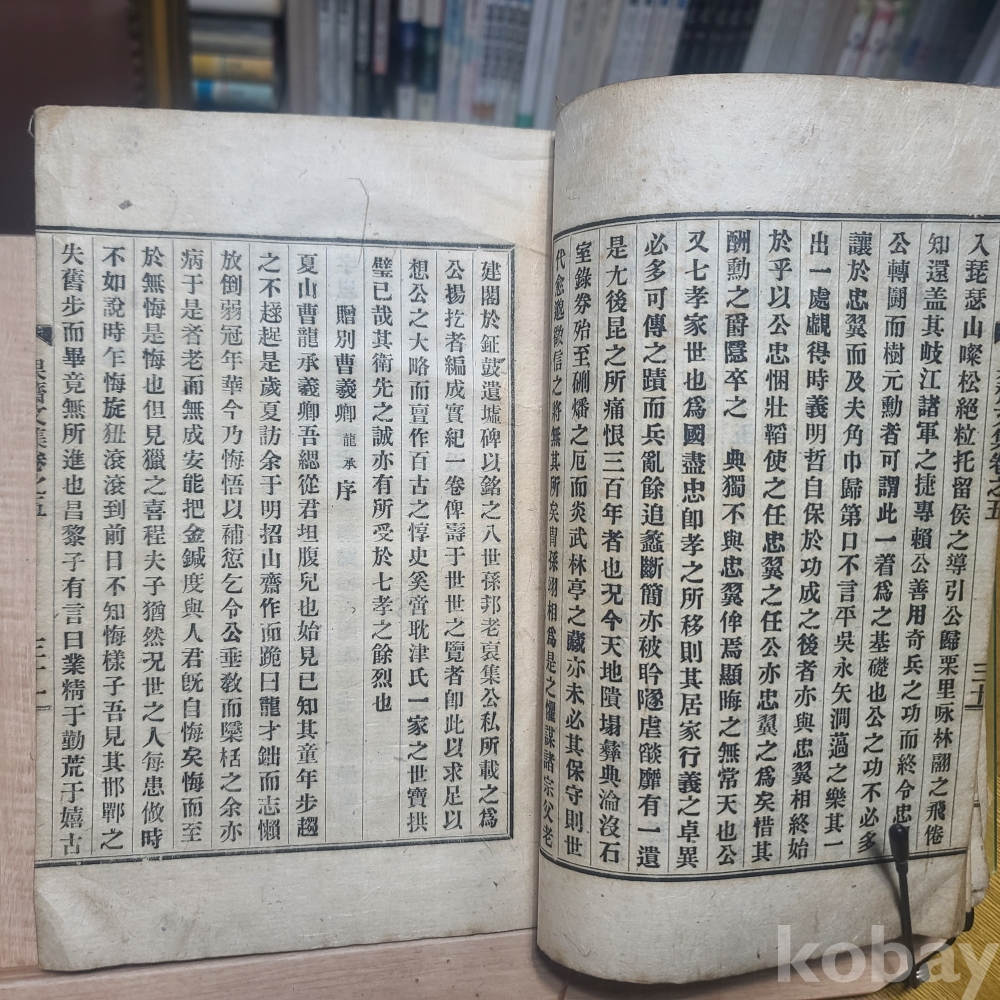 入琵瑟山噬松絕粒托留侯之導引公歸栗里咏林翮之飛倦
知還盖其岐江諸軍之捷專賴公善用奇兵之功而終令忠
公轉鬪而樹元勳者可謂此一着爲之基礎也公之功不必多
讓於忠翼而及夫角巾歸第口不言平吳永矢澗薖之樂其一
出一處覷得時義明哲自保於功成之後者亦與忠翼相終始
於乎以公忠悃壯韜使之任忠翼之任公亦忠翼之爲矣惜其
酬勳之爵隱卒之 典獨不與忠翼侔焉顯晦之無常天也公
又七孝家世也爲國盡忠卽孝之所移則其居家行義之卓異
必多可傳之蹟而兵亂餘追蠡斷簡亦被昤隧虐燄靡有一遺
是尤後昆之所痛恨三百年者也况今天地隤塌彝典淪沒石
室錄券殆至刪燔之厄而炎武林亭之藏亦未必其保守則世
代愈邈徵信之將無其所矣胄孫翊相爲是之懼謀諸宗父老
建閣於鉦鼓遺墟碑以銘之八世孫邦老裒集公私所載之爲
公揚扢者編成實紀一卷俾壽于世世之覽者卽此以求足以
想公之大略而亶作百古之惇史奚啻耽津氏一家之世寶拱
璧已哉其衛先之誠亦有所受於七孝之餘烈也
贈別曹羲卿 龍承 序
夏山曹龍承羲卿吾緦從君坦腹兒也始見已知其童年步趨
之不趦趄是歲夏訪余于明招山齋作而跪曰龍才鈯而志懶
放倒弱冠年華今乃悔悟以補愆乞令公垂敎而檃栝之余亦
病于是者老而無成安能把金鍼度與人君旣自悔矣悔而至
於無悔是悔也但見獵之喜程夫子猶然况世之人每患做時
不如說時乍悔旋狃滾滾到前日不知悔樣子吾見其邯鄲之
失舊步而畢竟無所進也昌黎子有言曰業精于勤荒于嬉古
文集卷之五
三十一
kobay